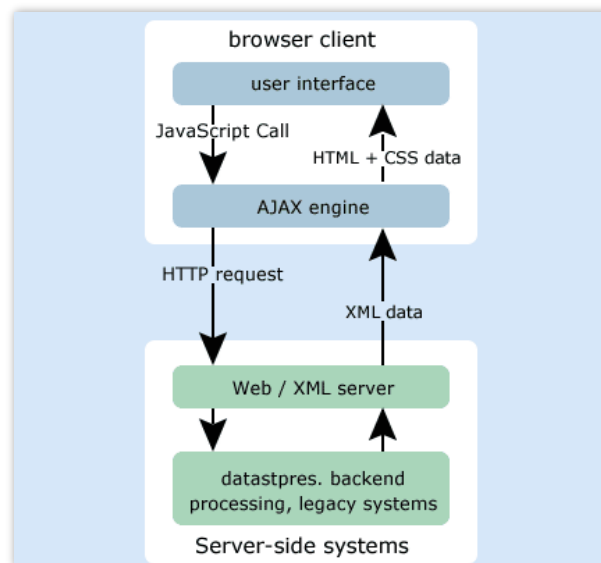 browser client
user interface
JavaScript Call
HTML + CSS data
AJAX engine
HTTP request
XML data
Web / XML server
datastpres. backend
processing, legacy systems
Server-side systems